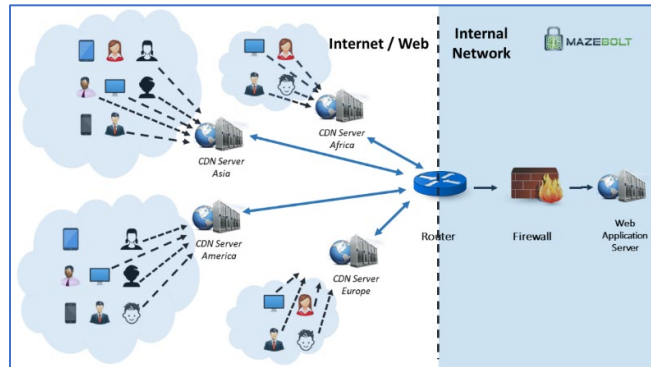 Internet / Web
Internal
Network
MAZEBOLT
CDN Server
Asia
CDN Server
Africa
CDN Server
America
CDN Server
Europe
Router
Firewall
Web
Application
Server